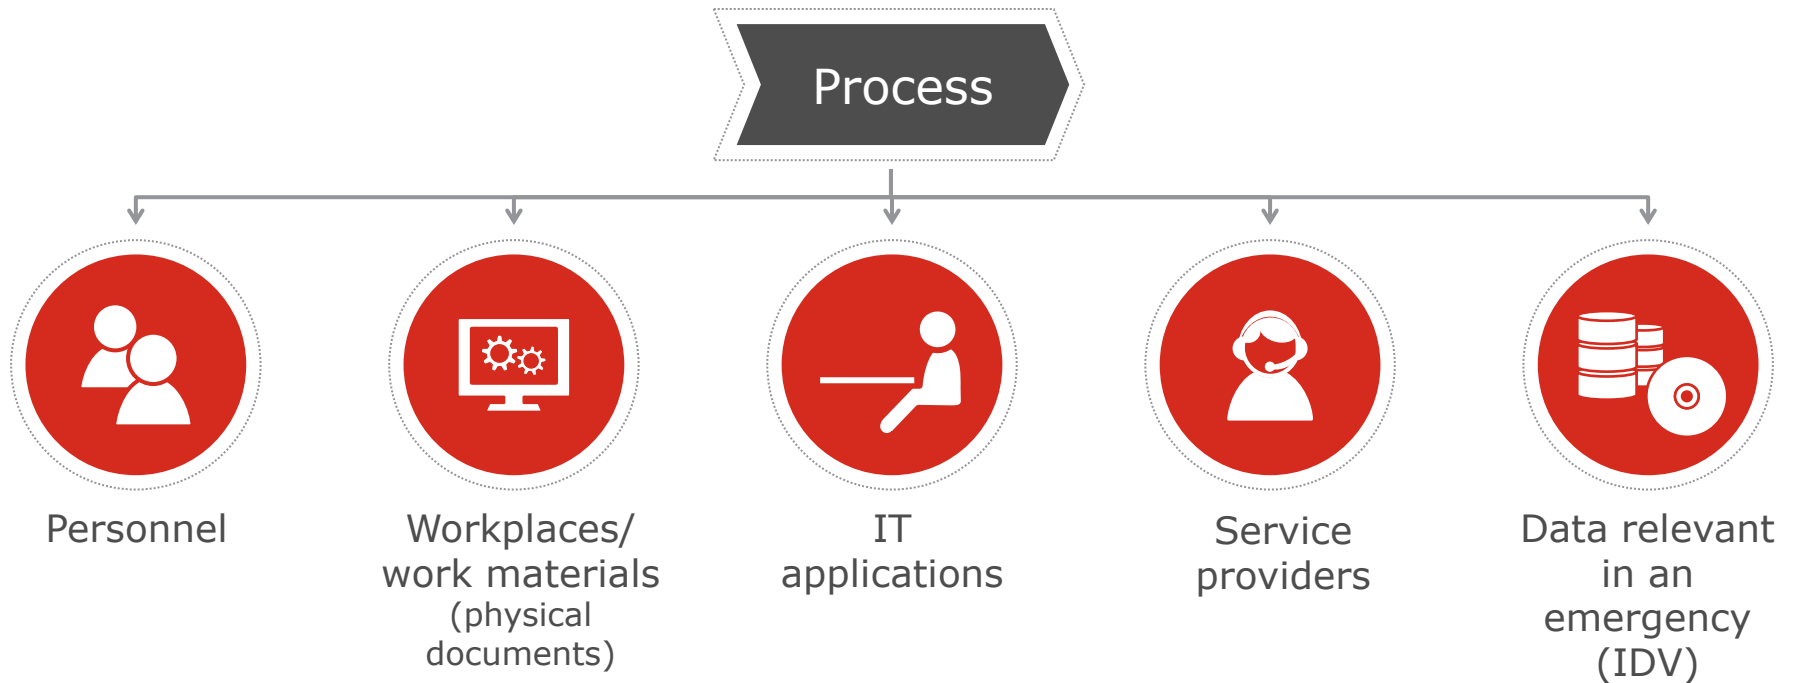 Process
Personnel
Workplaces/
work materials
(physical
documents)
IT
applications
Service
providers
Data relevant
in an
emergency
(IDV)